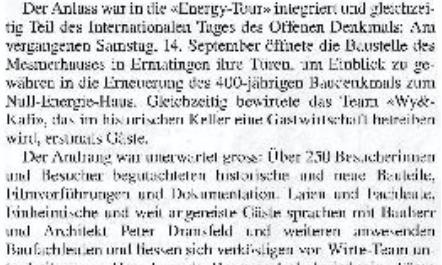 Der Anlass war in die «Energy-Tour» integriert und gleichzei-
tig Teil des Internationalen Tages des Offenen Denkmals: Am
vergangenen Samstag, 14. September öffnete die Baustelle des
Mesmerhauses in Ermatingen ihre Türen, um Einblick zu ge-
währen in die Erneuerung des 400-jährigen Baudenkmals zum
Null-Energie-Haus. Gleichzeitig bewirtete das Team «Wy&-
Kafi», das im historischen Keller eine Gastwirtschaft betreiben
wird, erstmals Gäste.
Der Andrang war unerwartet gross: Über 250 Besucherinnen
und Besucher begutachteten historische und neue Bauteile,
Filmvorführungen und Dokumentation. Laien und Fachleute,
Einheimische und weit angereiste Gäste sprachen mit Bauherr
und Architekt Peter Dransfeld und weiteren anwesenden
Baufachleuten und liessen sich verköstigen vor Wirte-Team un-